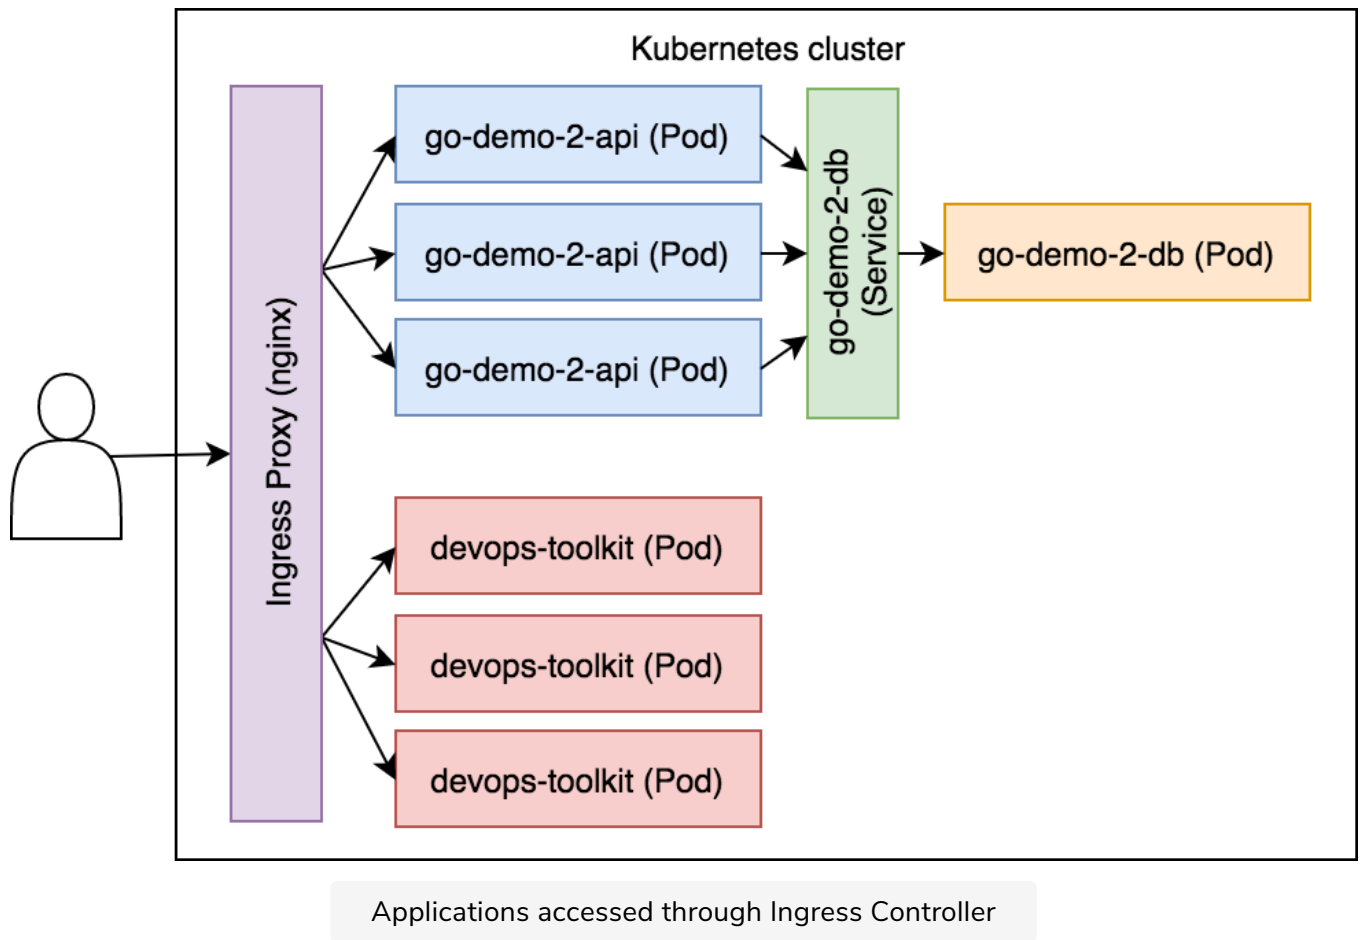 Kubernetes cluster
Ingress Proxy (nginx)
go-demo-2-api (Pod)
go-demo-2-api (Pod)
go-demo-2-api (Pod)
go-demo-2-db
(Service)
go-demo-2-db (Pod)
devops-toolkit (Pod)
devops-toolkit (Pod)
devops-toolkit (Pod)
Applications accessed through Ingress Controller